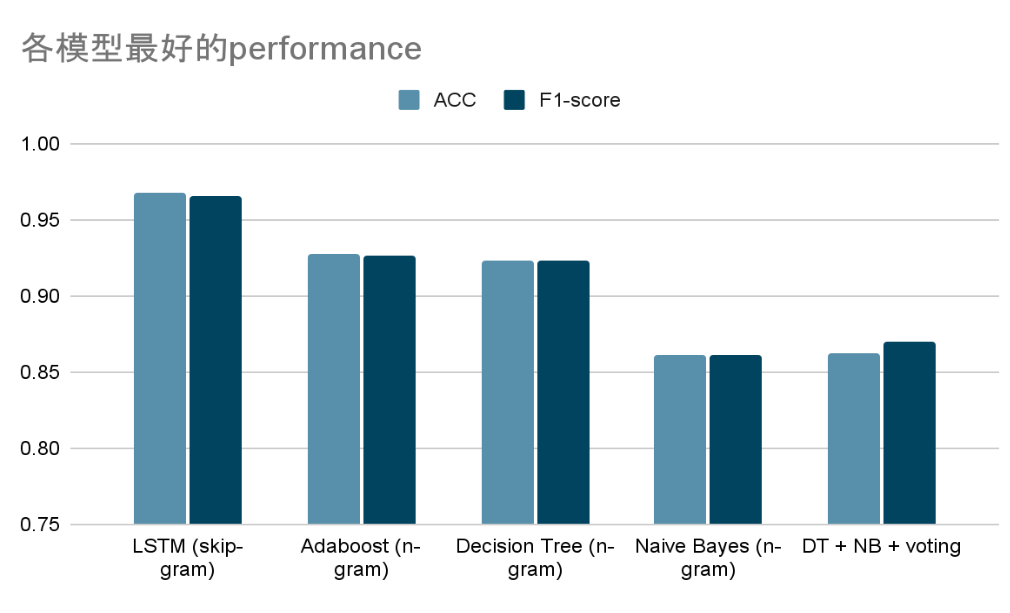 各模型最好的performance
ACC F1-score
1.00
0.95
0.90
0.85
0.80
0.75
LSTM (skip-
gram)
Adaboost (n-
gram)
Decision Tree (n-
gram)
Naive Bayes (n-
gram)
DT + NB + voting